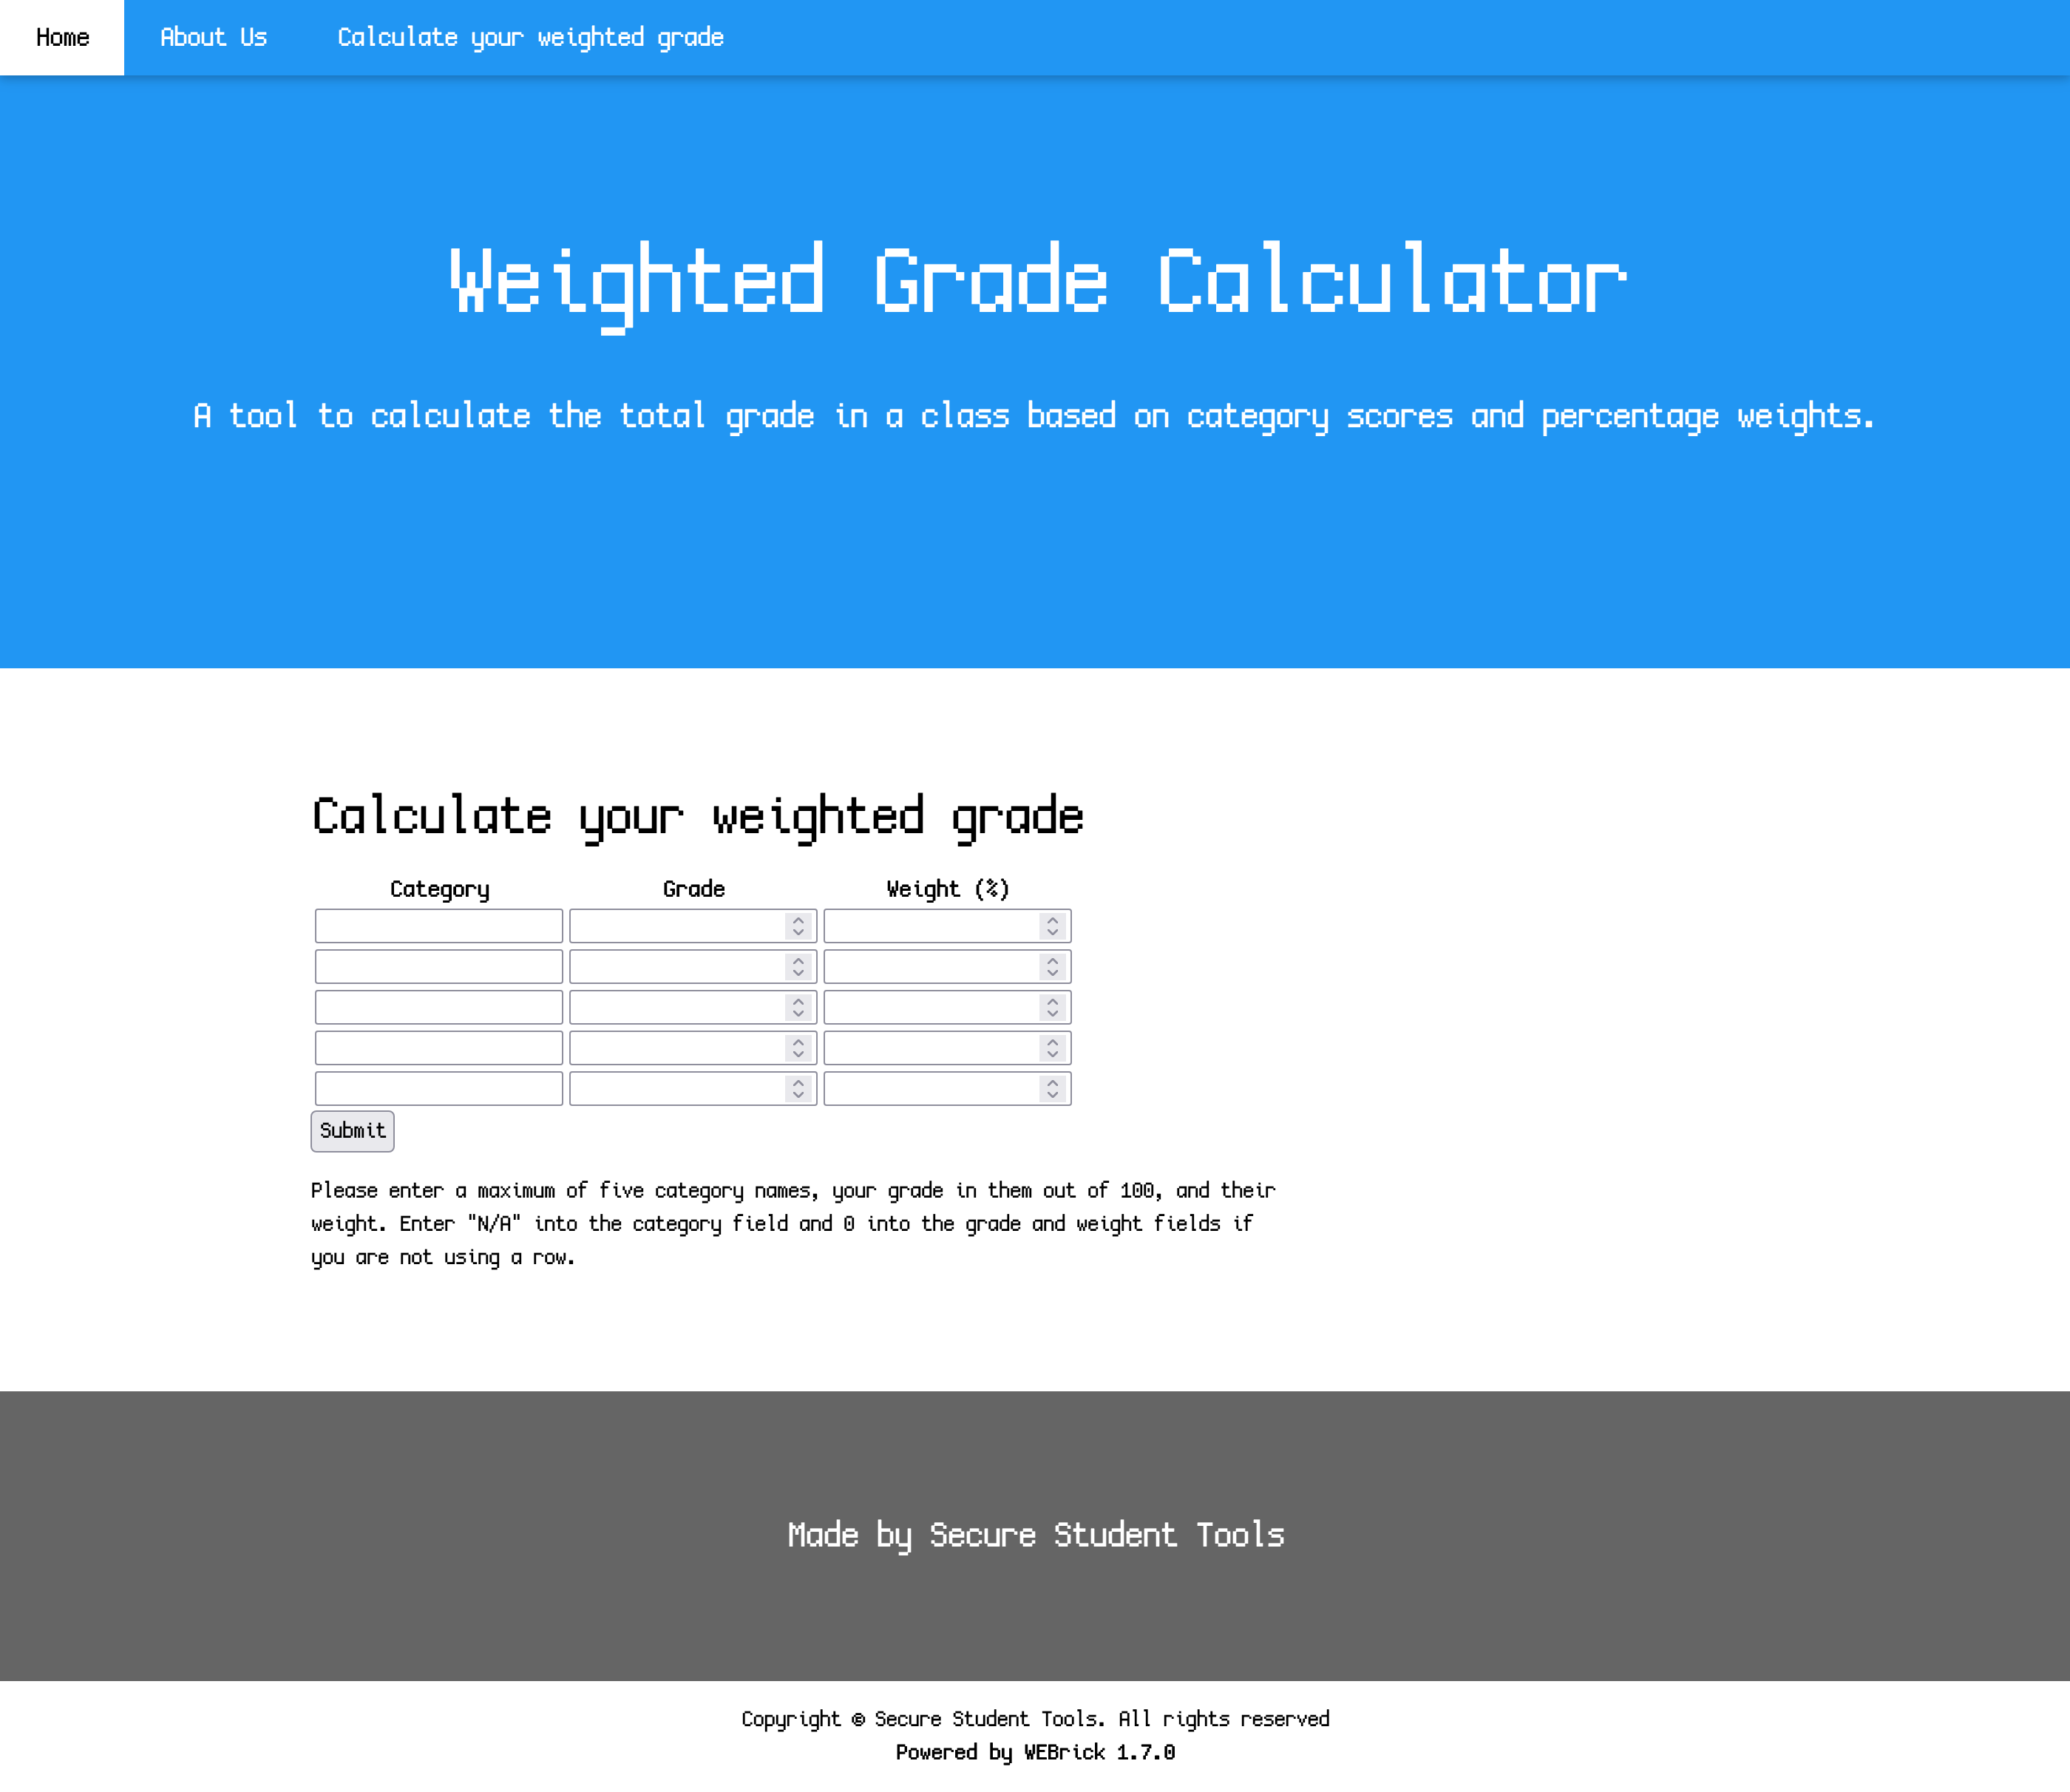 Home About Us Calculate your weighted grade
Weighted Grade Calculator
A tool to calculate the total grade in a class based on category scores and percentage weights.
Calculate your weighted grade
Category Grade Weight (%)
Submit
Please enter a maximum of five category names, your grade in them out of 100, and their
weight. Enter "N/A" into the category field and 0 into the grade and weight fields if
you are not using a row.
Made by Secure Student Tools
Copyright © Secure Student Tools. All rights reserved
Powered by WEBrick 1.7.0